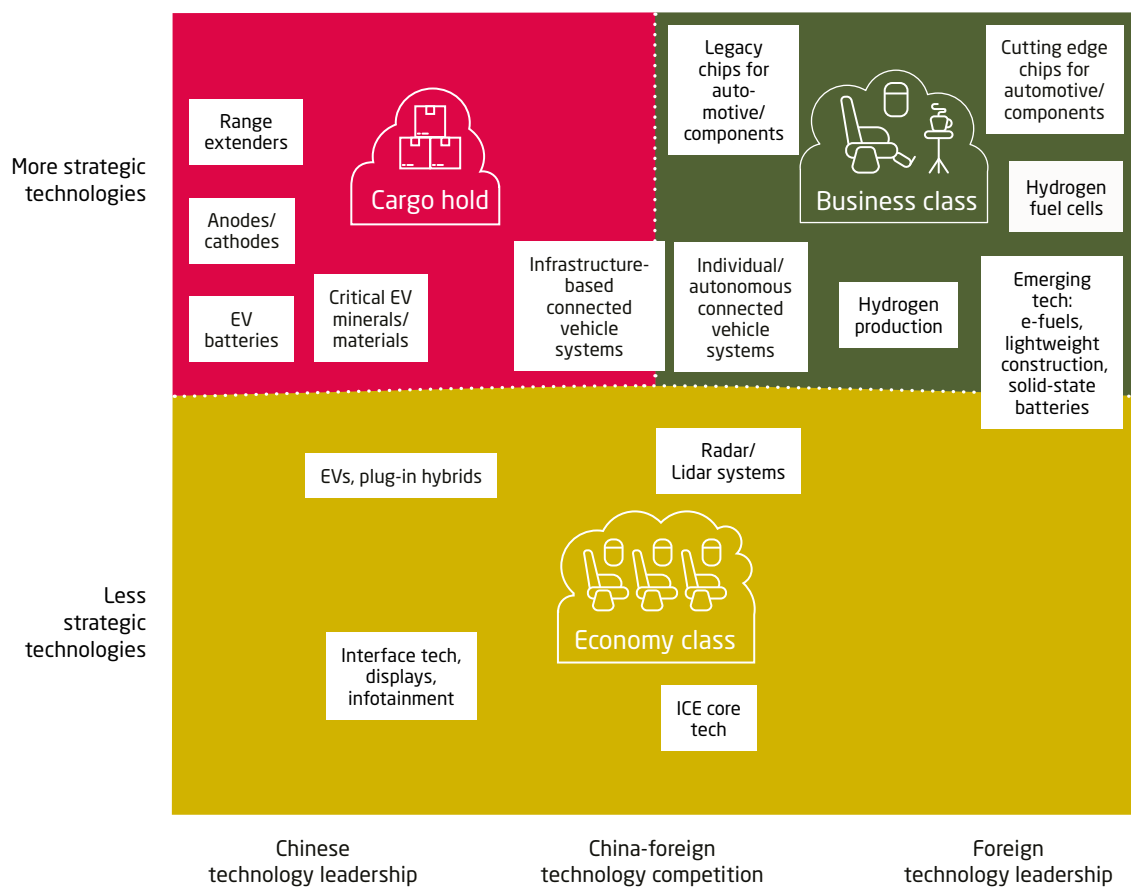 Legacy
chips for
auto-
motive/
components
Cutting edge
chips for
automotive/
components
Range
extenders
More strategic
technologies
Cargo hold
Business class
Hydrogen
fuel cells
Anodes/
cathodes
Infrastructure-
based
connected
vehicle
systems
Individual/
autonomous
connected
vehicle
systems
Emerging
tech:
e-fuels,
lightweight
construction,
solid-state
batteries
EV
batteries
Critical EV
minerals/
materials
Hydrogen
production
EVs, plug-in hybrids
Radar/
Lidar systems
Less
strategic
technologies
Economy class
Interface tech,
displays,
infotainment
ICE core
tech
Chinese
technology leadership
China-foreign
technology competition
Foreign
technology leadership